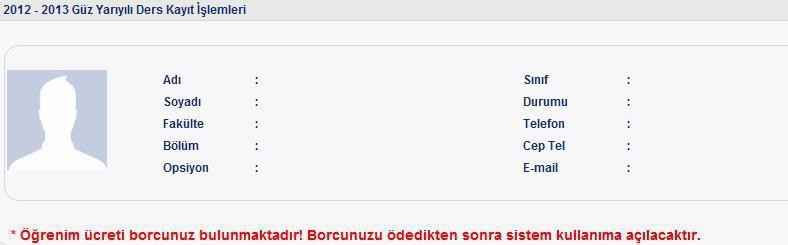 2012 - 2013 Güz Yarıyılı Ders Kayıt İşlemleri
Adı : Sınıf :
Soyadı : Durumu :
Fakülte : Telefon :
Bölüm : Cep Tel :
Opsiyon : E-mail :
* Öğrenim ücreti borcunuz bulunmaktadır! Borcunuzu ödedikten sonra sistem kullanıma açılacaktır.